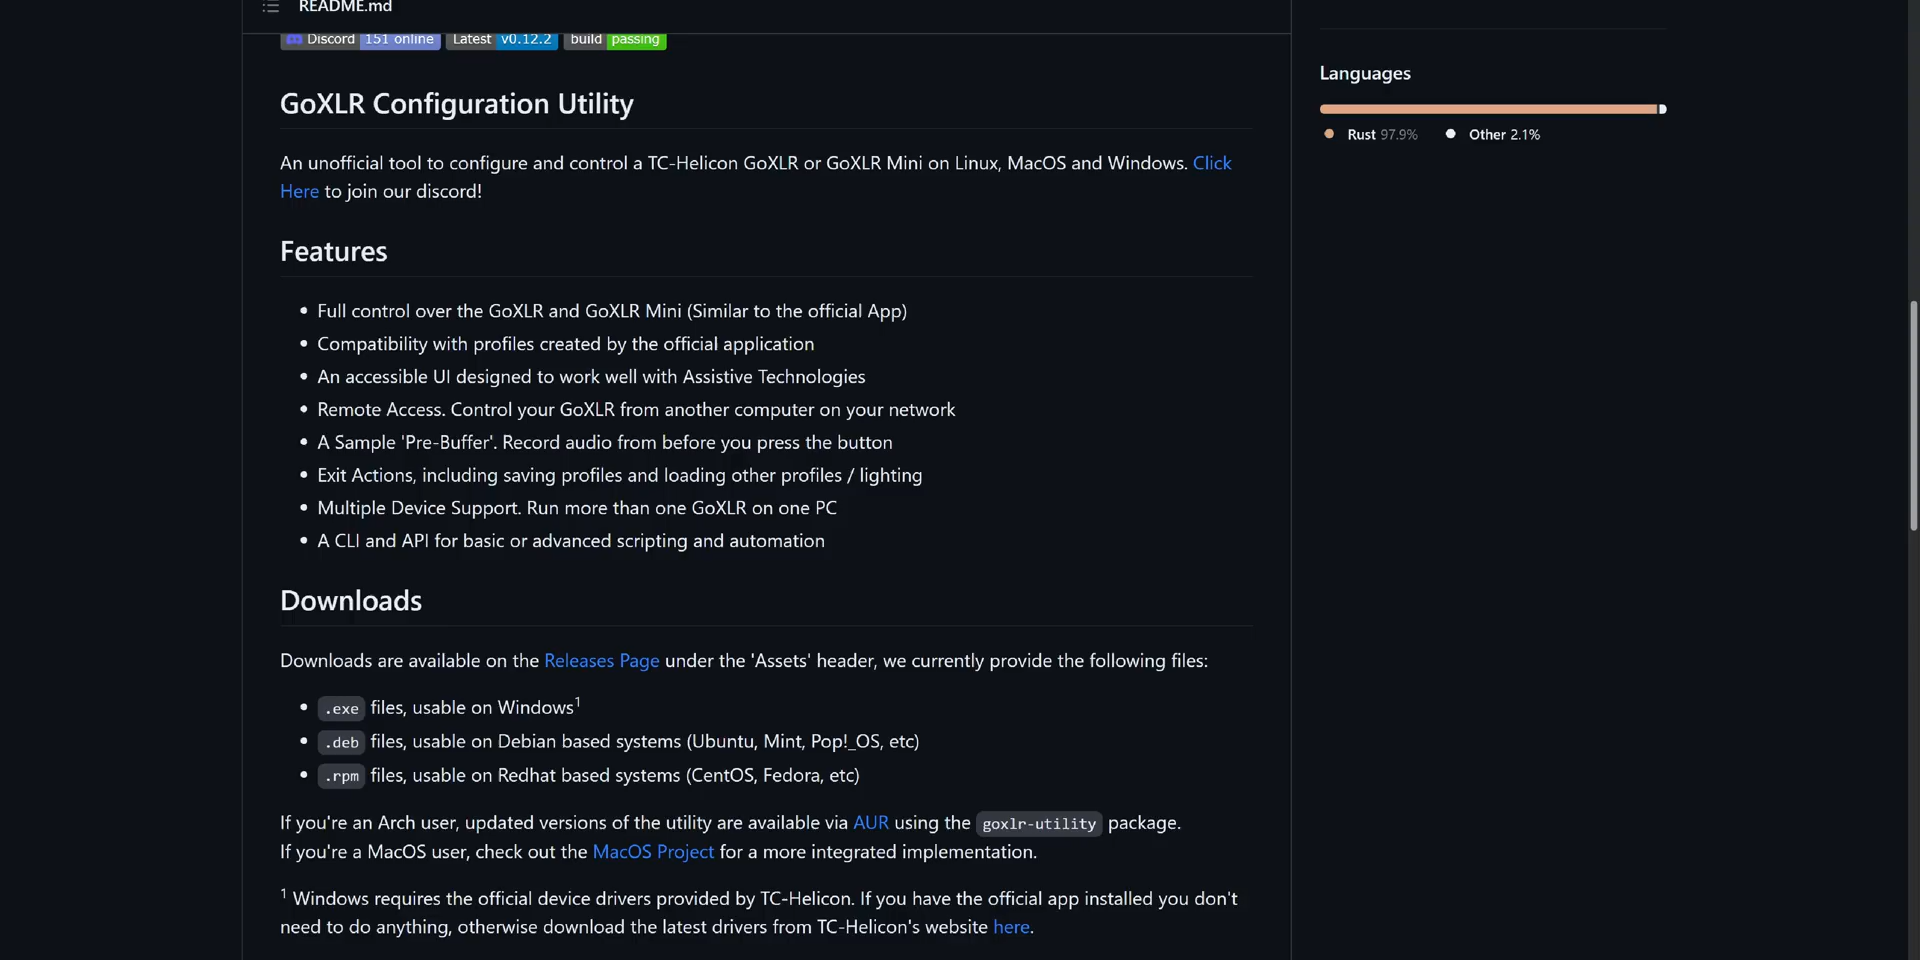 README.md
Discord 151 online Latest v0.12.2 build passing
GoXLR Configuration Utility
An unofficial tool to configure and control a TC-Helicon GoXLR or GoXLR Mini on Linux, MacOS and Windows. Click
Here to join our discord!
Features
Full control over the GoXLR and GoXLR Mini (Similar to the official App)
Compatibility with profiles created by the official application
An accessible UI designed to work well with Assistive Technologies
Remote Access. Control your GoXLR from another computer on your network
A Sample 'Pre-Buffer'. Record audio from before you press the button
Exit Actions, including saving profiles and loading other profiles / lighting
Multiple Device Support. Run more than one GoXLR on one PC
A CLI and API for basic or advanced scripting and automation
Downloads
Downloads are available on the Releases Page under the 'Assets' header, we currently provide the following files:
.exe files, usable on Windows1
.deb files, usable on Debian based systems (Ubuntu, Mint, Pop!_OS, etc)
.rpm files, usable on Redhat based systems (CentOS, Fedora, etc)
If you're an Arch user, updated versions of the utility are available via AUR using the goxlr-utility package.
If you're a MacOS user, check out the MacOS Project for a more integrated implementation.
1 Windows requires the official device drivers provided by TC-Helicon. If you have the official app installed you don't
need to do anything, otherwise download the latest drivers from TC-Helicon's website here.
Languages
Rust 97.9% Other 2.1%